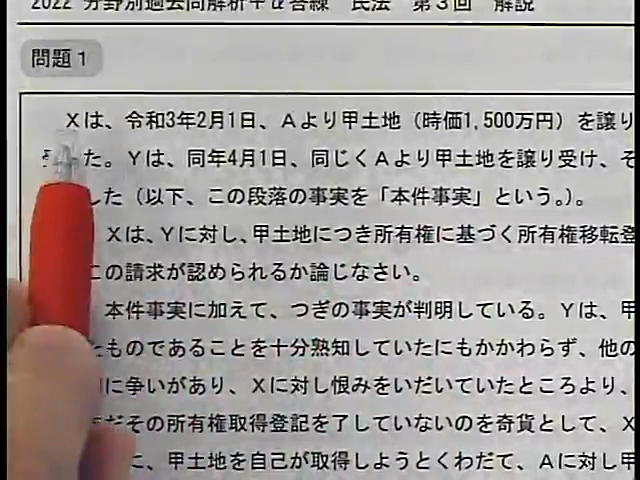 2022 分野別過去問解析+α答練 民法 第3回 解説
問題1
Xは、令和3年2月1日、Aより甲土地（時価1,500万円）を譲り
た。Yは、同年4月1日、同じくAより甲土地を譲り受け、そ
した（以下、この段落の事実を「本件事実」という。）。
Xは、Yに対し、甲土地につき所有権に基づく所有権移転登
この請求が認められるか論じなさい。
本件事実に加えて、つぎの事実が判明している。Yは、甲
ものであることを十分熟知していたにもかかわらず、他の
に争いがあり、Xに対し恨みをいだいていたところより、
だその所有権取得登記を了していないのを奇貨として、X
に、甲土地を自己が取得しようとくわだて、Aに対し甲